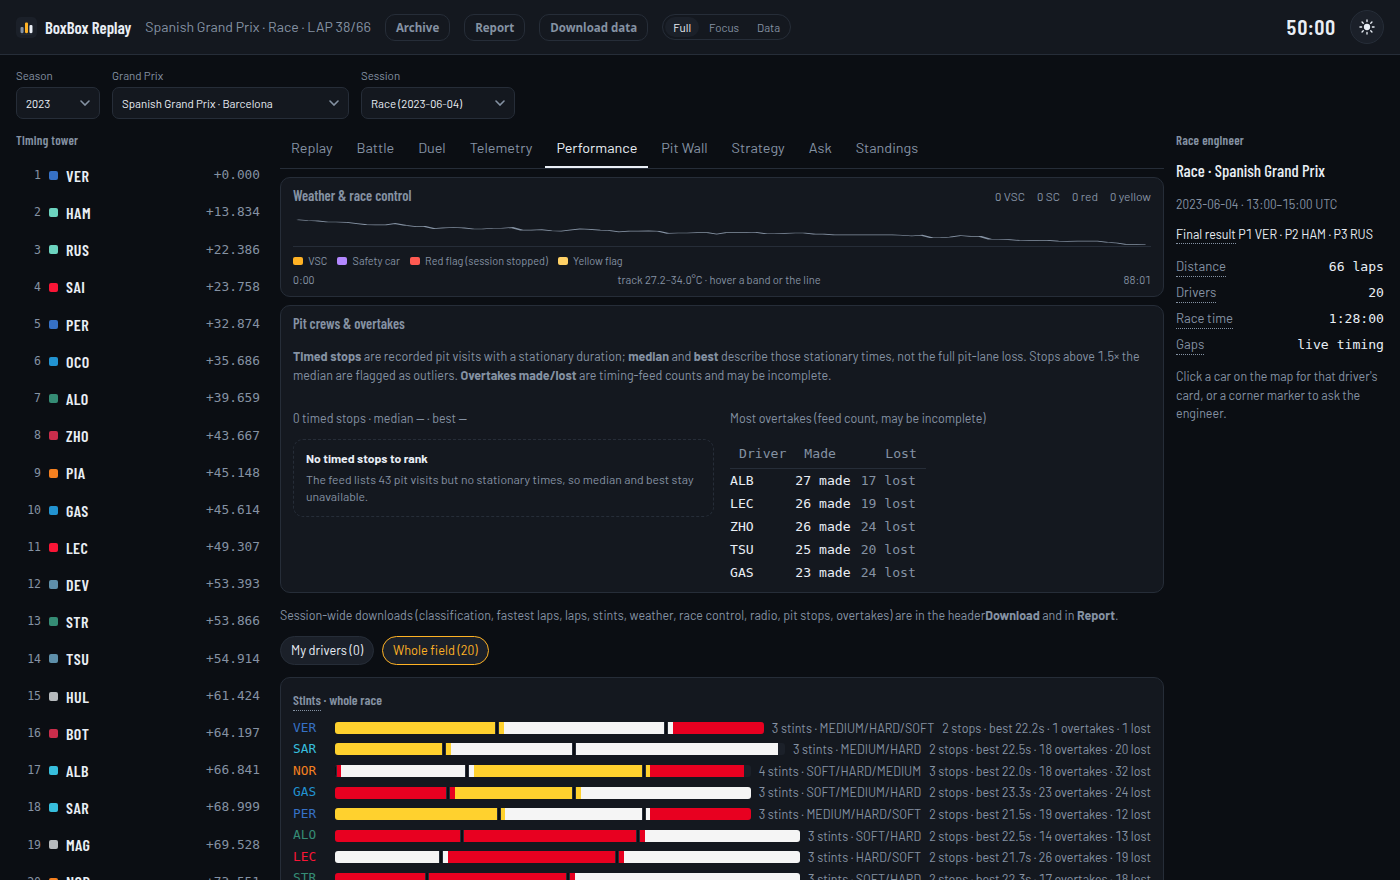 BoxBox Replay
Spanish Grand Prix · Race · LAP 38/66
Archive
Report
Download data
Full
Focus
Data
50:00
Season
Grand Prix
Session
2023
Spanish Grand Prix · Barcelona
Race (2023-06-04)
Timing tower
1 VER +0.000
2 HAM +13.834
3 RUS +22.386
4 SAI +23.758
5 PER +32.874
6 OCO +35.686
7 ALO +39.659
8 ZHO +43.667
9 PIA +45.148
10 GAS +45.614
11 LEC +49.307
12 DEV +53.393
13 STR +53.866
14 TSU +54.914
15 HUL +61.424
16 BOT +64.197
17 ALB +66.841
18 SAR +68.999
19 MAG +69.528
Replay
Battle
Duel
Telemetry
Performance
Pit Wall
Strategy
Ask
Standings
Weather & race control
0 VSC 0 SC 0 red 0 yellow
VSC
Safety car
Red flag (session stopped)
Yellow flag
0:00
track 27.2–34.0°C · hover a band or the line
88:01
Pit crews & overtakes
Timed stops are recorded pit visits with a stationary duration; median and best describe those stationary times, not the full pit-lane loss. Stops above 1.5× the
median are flagged as outliers. Overtakes made/lost are timing-feed counts and may be incomplete.
0 timed stops · median — · best —
No timed stops to rank
The feed lists 43 pit visits but no stationary times, so median and best stay
unavailable.
Most overtakes (feed count, may be incomplete)
Driver Made Lost
ALB 27 made 17 lost
LEC 26 made 19 lost
ZHO 26 made 24 lost
TSU 25 made 20 lost
GAS 23 made 24 lost
Session-wide downloads (classification, fastest laps, laps, stints, weather, race control, radio, pit stops, overtakes) are in the headerDownload and in Report.
My drivers (0)
Whole field (20)
Stints · whole race
VER 3 stints · MEDIUM/HARD/SOFT 2 stops · best 22.2s · 1 overtakes · 1 lost
SAR 3 stints · MEDIUM/HARD 2 stops · best 22.5s · 18 overtakes · 20 lost
NOR 4 stints · SOFT/HARD/MEDIUM 3 stops · best 22.0s · 18 overtakes · 32 lost
GAS 3 stints · SOFT/MEDIUM/HARD 2 stops · best 23.3s · 23 overtakes · 24 lost
PER 3 stints · MEDIUM/HARD/SOFT 2 stops · best 21.5s · 19 overtakes · 12 lost
ALO 3 stints · SOFT/HARD 2 stops · best 22.5s · 14 overtakes · 13 lost
LEC 3 stints · HARD/SOFT 2 stops · best 21.7s · 26 overtakes · 19 lost
STR 3 stints · SOFT/HARD 2 stops · best 22.3s · 17 overtakes · 18 lost
Race engineer
Race · Spanish Grand Prix
2023-06-04 · 13:00–15:00 UTC
Final result P1 VER · P2 HAM · P3 RUS
Distance 66 laps
Drivers 20
Race time 1:28:00
Gaps live timing
Click a car on the map for that driver's
card, or a corner marker to ask the
engineer.